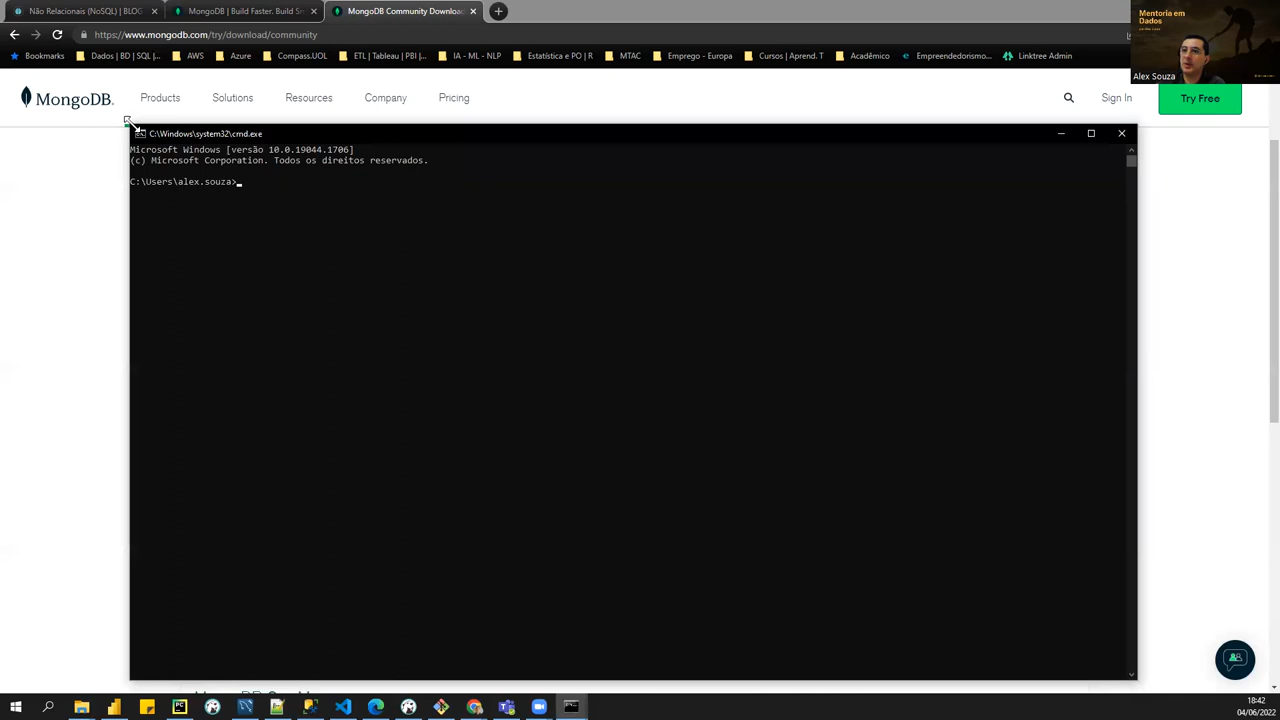 Não Relacionais (NoSQL) | BLOG
MongoDB | Build Faster. Build Sm
MongoDB Community Downloa
https://www.mongodb.com/try/download/community
Bookmarks
Dados | BD | SQL |...
AWS
Azure
Compass.UOL
ETL | Tableau | PBI |...
IA - ML - NLP
Estatística e PO | R
MTAC
Emprego - Europa
Cursos | Aprend. T
Acadêmico
Empreendedorismo...
Linktree Admin
Mentoria em
Dados
Alex Souza
MongoDB.
Products
Solutions
Resources
Company
Pricing
Sign In
Try Free
C:\Windows\system32\cmd.exe
Microsoft Windows [versão 10.0.19044.1706]
(c) Microsoft Corporation. Todos os direitos reservados.
C:\Users\alex.souza>
18:42
04/06/2022